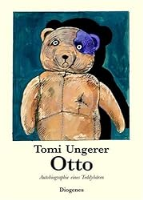 Tomi Ungerer
Otto
Autobiographie eines Teddybären
Diogenes